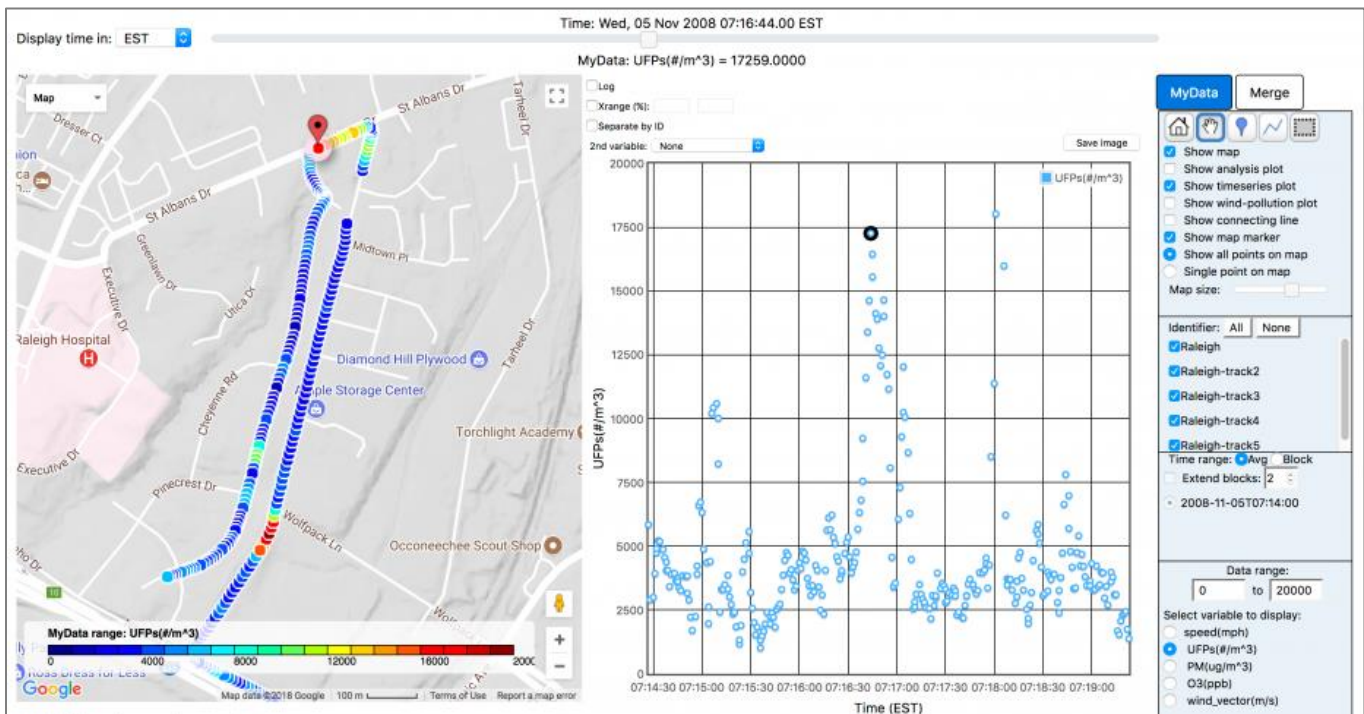 Time: Wed, 05 Nov 2008 07:16:44.00 EST
Display time in: EST
MyData: UFPs(#/m^3) = 17259.0000
Map
Dresser Ct
St Albans Dr
Tarheel Dr
St Albans Dr
Greenlawn Dr
Executive Dr
Utica Dr
Midtown Pl
Raleigh Hospital
H
Diamond Hill Plywood
Storage Center
Tarheel Dr
Cheyenne Rd
Torchlight Academy
Executive Dr
Pinecrest Dr
Wolfpack Ln
Occoneechee Scout Shop
MyData range: UFPs(#/m^3)
0 4000 8000 12000 16000 2000
Ross Dress for Less
Google
Map data ©2018 Google 100 m Terms of Use Report a map error
Log
Xrange (%):
Separate by ID
2nd variable: None
Save image
UFPs(#/m^3)
20000
17500
15000
12500
10000
7500
5000
2500
0
UFPs(#/m^3)
07:14:30 07:15:00 07:15:30 07:16:00 07:16:30 07:17:00 07:17:30 07:18:00 07:18:30 07:19:00
Time (EST)
MyData Merge
Show map
Show analysis plot
Show timeseries plot
Show wind-pollution plot
Show connecting line
Show map marker
Show all points on map
Single point on map
Map size:
Identifier: All None
Raleigh
Raleigh-track2
Raleigh-track3
Raleigh-track4
Raleigh-track5
Time range: Avg Block
Extend blocks: 2
2008-11-05T07:14:00
Data range:
0 to 20000
Select variable to display:
speed(mph)
UFPs(#/m^3)
PM(ug/m^3)
O3(ppb)
wind_vector(m/s)